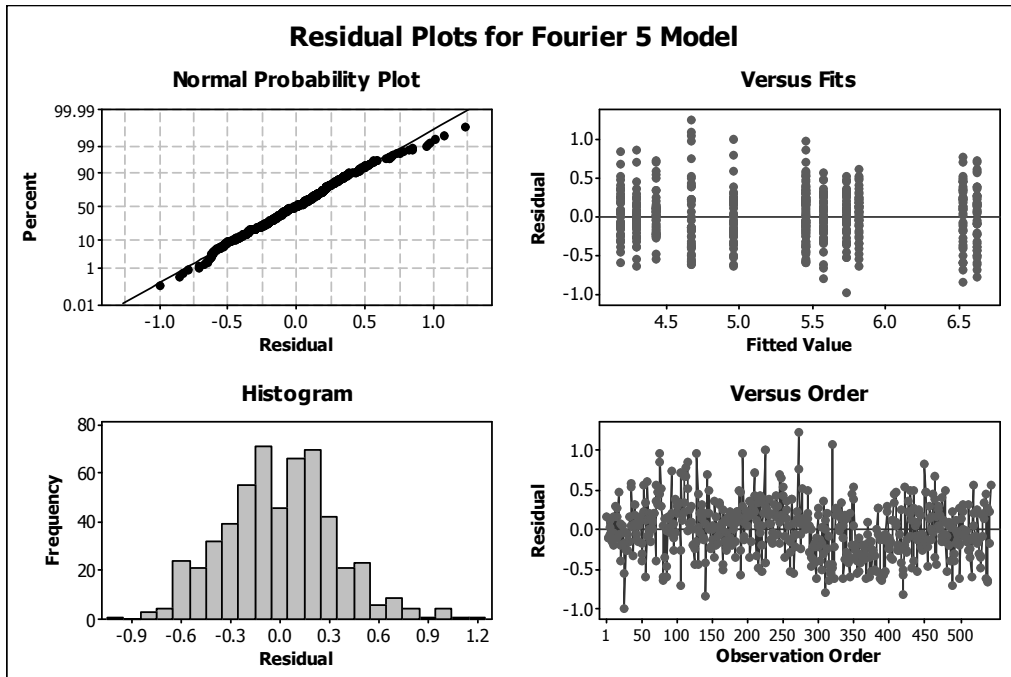 Residual Plots for Fourier 5 Model
Normal Probability Plot
99.99
99
90
50
10
1
0.01
Percent
-1.0 -0.5 0.0 0.5 1.0
Residual
Versus Fits
1.0
0.5
0.0
-0.5
-1.0
Residual
4.5 5.0 5.5 6.0 6.5
Fitted Value
Histogram
80
60
40
20
0
Frequency
-0.9 -0.6 -0.3 0.0 0.3 0.6 0.9 1.2
Residual
Versus Order
1.0
0.5
0.0
-0.5
-1.0
Residual
1 50 100 150 200 250 300 350 400 450 500
Observation Order